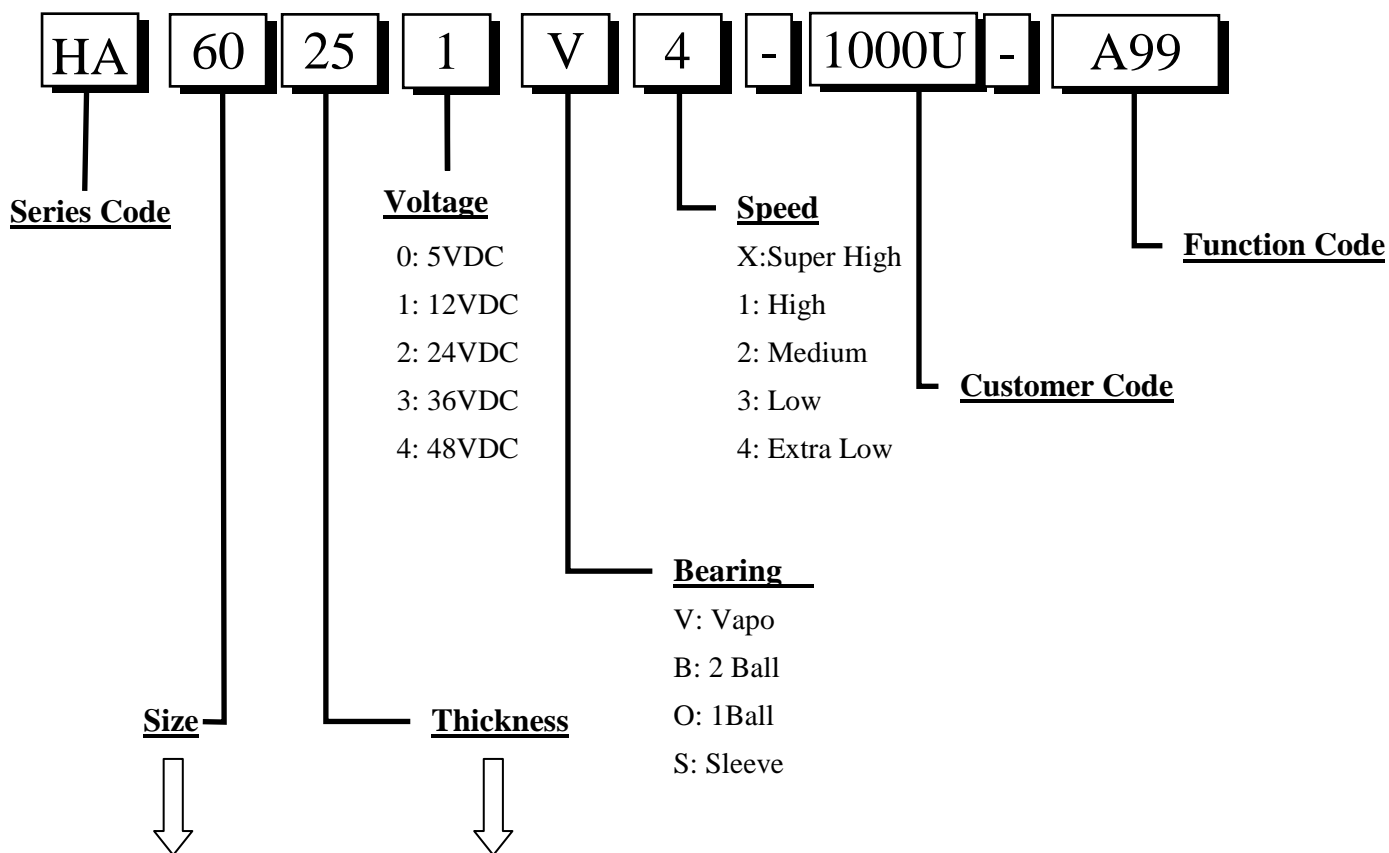 HA 60 25 1 V 4 - 1000U - A99
Series Code
Voltage
0: 5VDC
1: 12VDC
2: 24VDC
3: 36VDC
4: 48VDC
Speed
X:Super High
1: High
2: Medium
3: Low
4: Extra Low
Function Code
Customer Code
Bearing
V: Vapo
B: 2 Ball
O: 1Ball
S: Sleeve
Size
Thickness